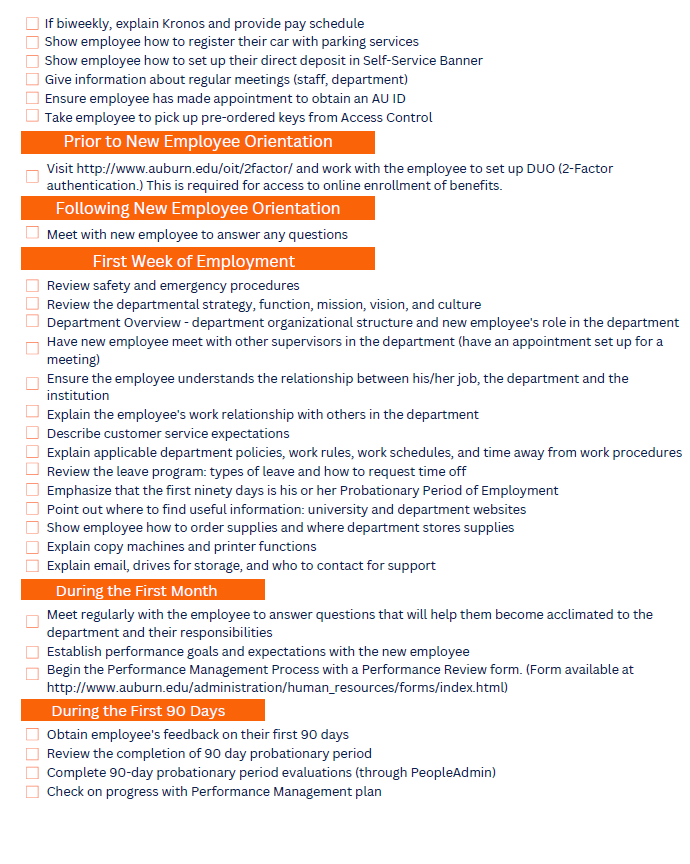 If biweekly, explain Kronos and provide pay schedule
Show employee how to register their car with parking services
Show employee how to set up their direct deposit in Self-Service Banner
Give information about regular meetings (staff, department)
Ensure employee has made appointment to obtain an AU ID
Take employee to pick up pre-ordered keys from Access Control
Prior to New Employee Orientation
Visit http://www.auburn.edu/oit/2factor/ and work with the employee to set up DUO (2-Factor
authentication.) This is required for access to online enrollment of benefits.
Following New Employee Orientation
Meet with new employee to answer any questions
First Week of Employment
Review safety and emergency procedures
Review the departmental strategy, function, mission, vision, and culture
Department Overview - department organizational structure and new employee's role in the department
Have new employee meet with other supervisors in the department (have an appointment set up for a
meeting)
Ensure the employee understands the relationship between his/her job, the department and the
institution
Explain the employee's work relationship with others in the department
Describe customer service expectations
Explain applicable department policies, work rules, work schedules, and time away from work procedures
Review the leave program: types of leave and how to request time off
Emphasize that the first ninety days is his or her Probationary Period of Employment
Point out where to find useful information: university and department websites
Show employee how to order supplies and where department stores supplies
Explain copy machines and printer functions
Explain email, drives for storage, and who to contact for support
During the First Month
Meet regularly with the employee to answer questions that will help them become acclimated to the
department and their responsibilities
Establish performance goals and expectations with the new employee
Begin the Performance Management Process with a Performance Review form. (Form available at
http://www.auburn.edu/administration/human_resources/forms/index.html)
During the First 90 Days
Obtain employee's feedback on their first 90 days
Review the completion of 90 day probationary period
Complete 90-day probationary period evaluations (through PeopleAdmin)
Check on progress with Performance Management plan